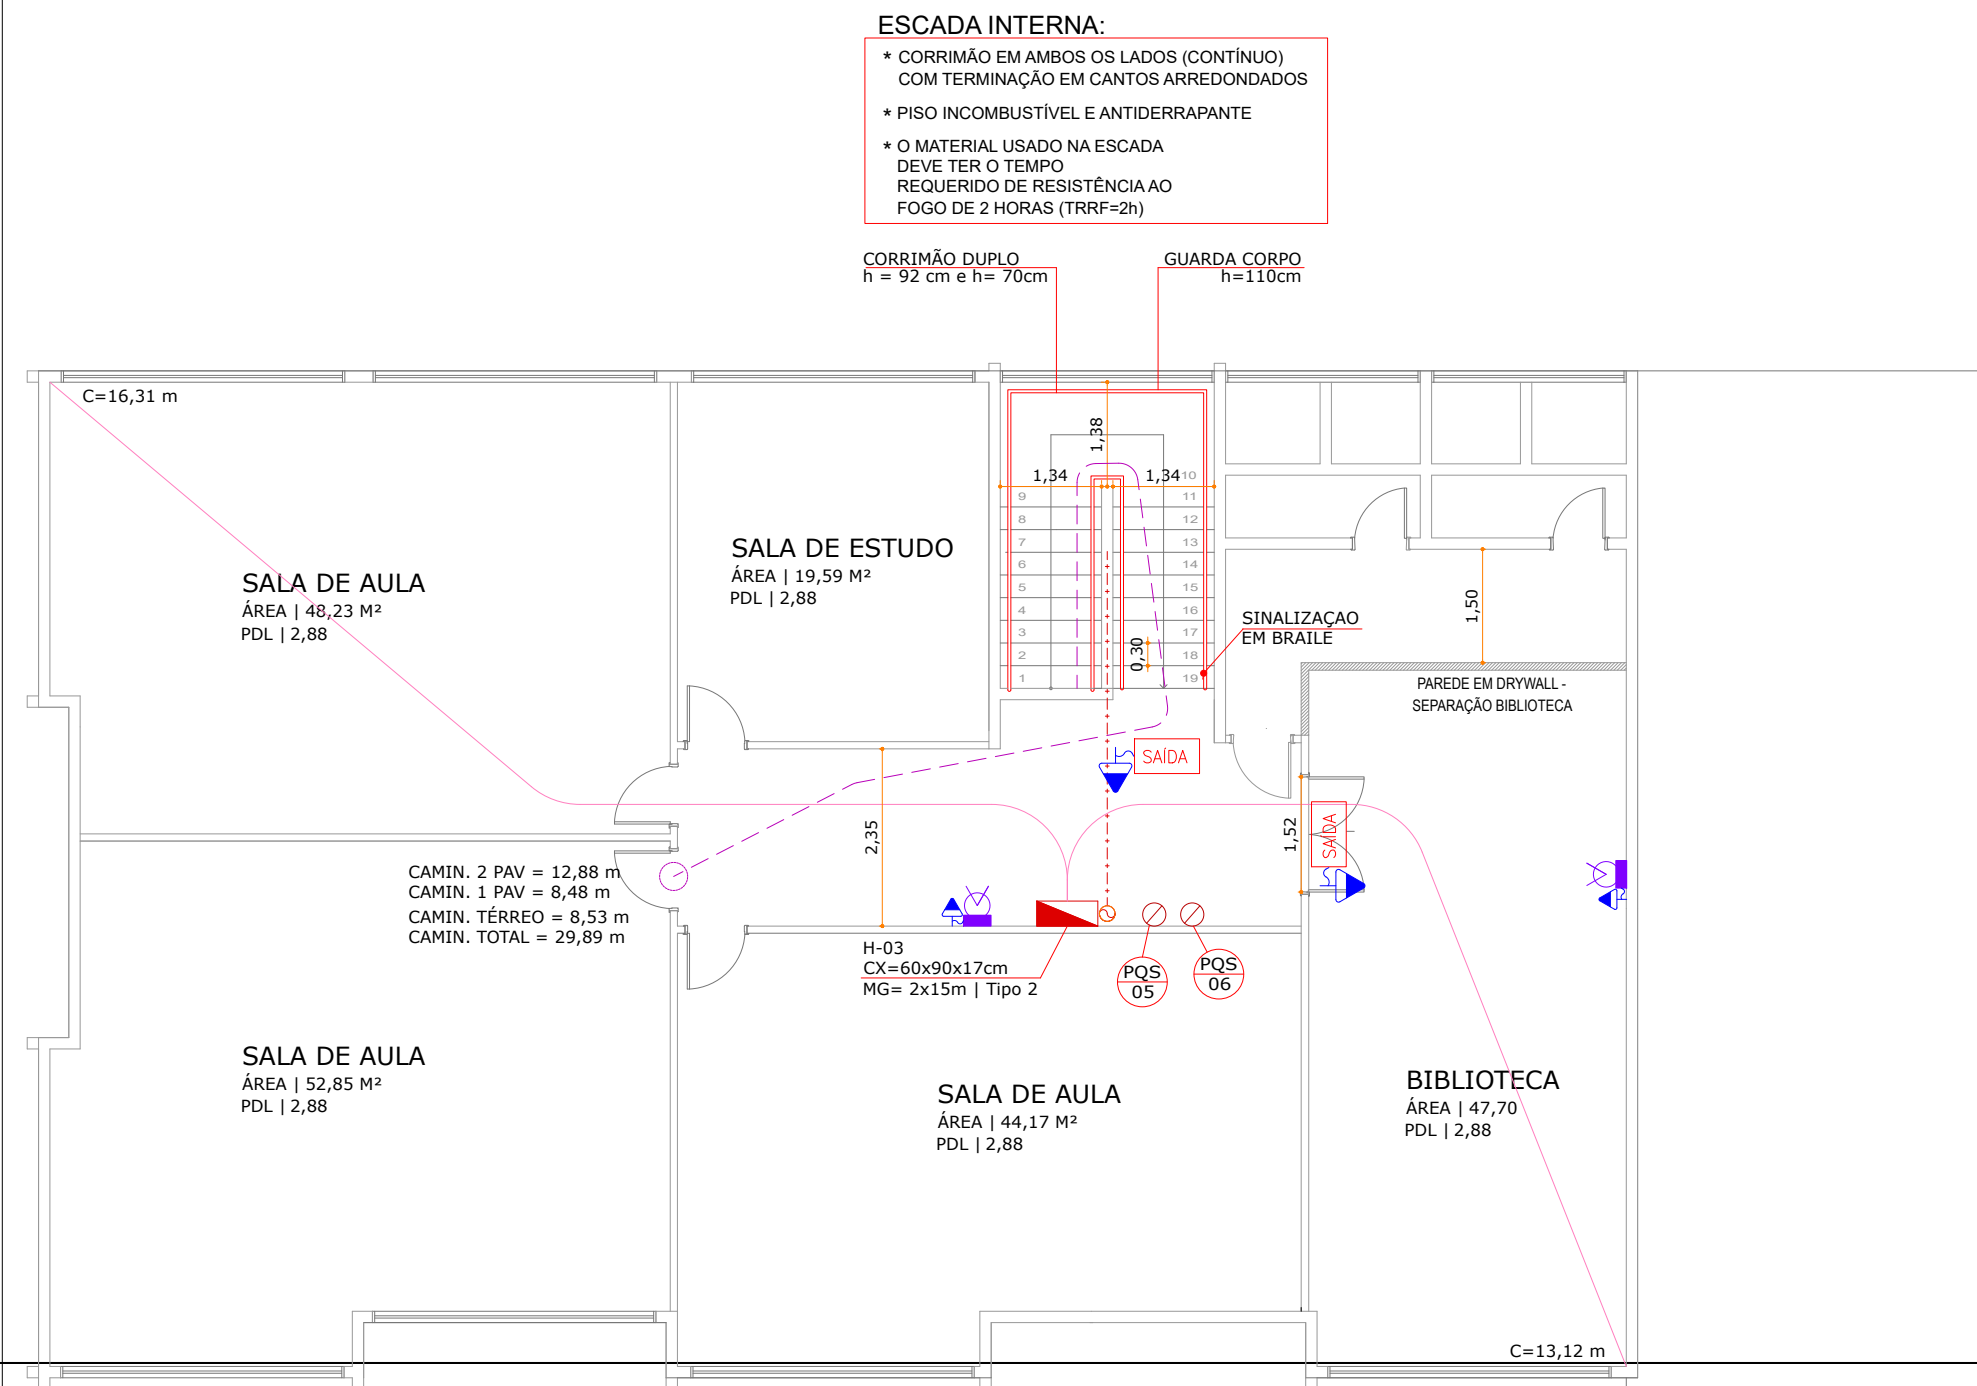 ESCADA INTERNA:
* CORRIMÃO EM AMBOS OS LADOS (CONTÍNUO)
COM TERMINAÇÃO EM CANTOS ARREDONDADOS
* PISO INCOMBUSTÍVEL E ANTIDERRAPANTE
* O MATERIAL USADO NA ESCADA
DEVE TER O TEMPO
REQUERIDO DE RESISTÊNCIA AO
FOGO DE 2 HORAS (TRRF=2h)
CORRIMÃO DUPLO
h = 92 cm e h= 70cm
GUARDA CORPO
h=110cm
C=16,31 m
1,38
1,34
1,34
10
9
11
8
12
7
13
6
14
5
15
4
16
3
17
2
18
1
19
0,30
SALA DE ESTUDO
ÁREA | 19,59 M²
PDL | 2,88
SALA DE AULA
ÁREA | 48,23 M²
PDL | 2,88
SINALIZAÇAO
EM BRAILE
1,50
PAREDE EM DRYWALL -
SEPARAÇÃO BIBLIOTECA
SAÍDA
SAÍDA
2,35
1,52
CAMIN. 2 PAV = 12,88 m
CAMIN. 1 PAV = 8,48 m
CAMIN. TÉRREO = 8,53 m
CAMIN. TOTAL = 29,89 m
H-03
CX=60x90x17cm
MG= 2x15m | Tipo 2
PQS
05
PQS
06
SALA DE AULA
ÁREA | 52,85 M²
PDL | 2,88
SALA DE AULA
ÁREA | 44,17 M²
PDL | 2,88
BIBLIOTECA
ÁREA | 47,70
PDL | 2,88
C=13,12 m